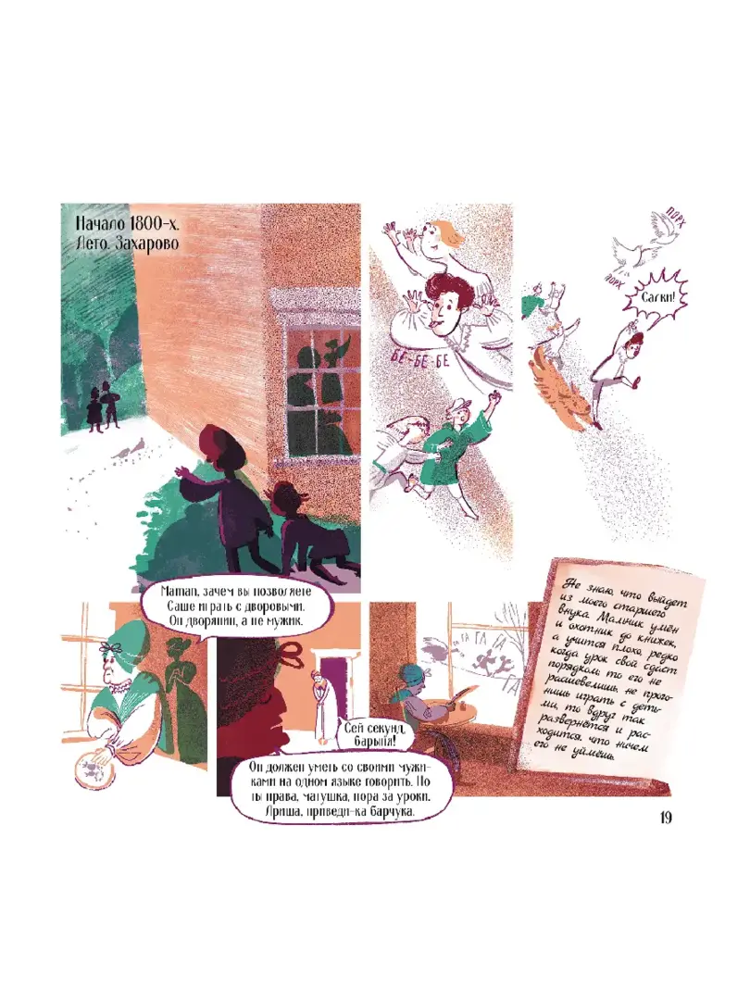 Начало 1800-х.
Лето. Захарово
БЕ-БЕ-БЕ
ПОРХ
ПОРХ
Салки!
Maman, зачем вы позволяете
Саше играть с дворовыми.
Он дворянин, а не мужик.
Сей секунд,
барыня!
Он должен уметь со своими мужи-
ками на одном языке говорить. Но
ты права, матушка, пора за уроки.
Ариша, приведи-ка барчука.
ГА ГА ГА
ГА
Не знаю, что выйдет
из моего старшего
внука. Мальчик умён
и охотник до книжек,
а учится плохо, редко
когда урок свой сдаст
порядком; то его не
расшевелишь, не прого-
нишь играть с деть-
ми, то вдруг так
развернётся и рас-
ходится, что ничем
его не уймёшь.
19